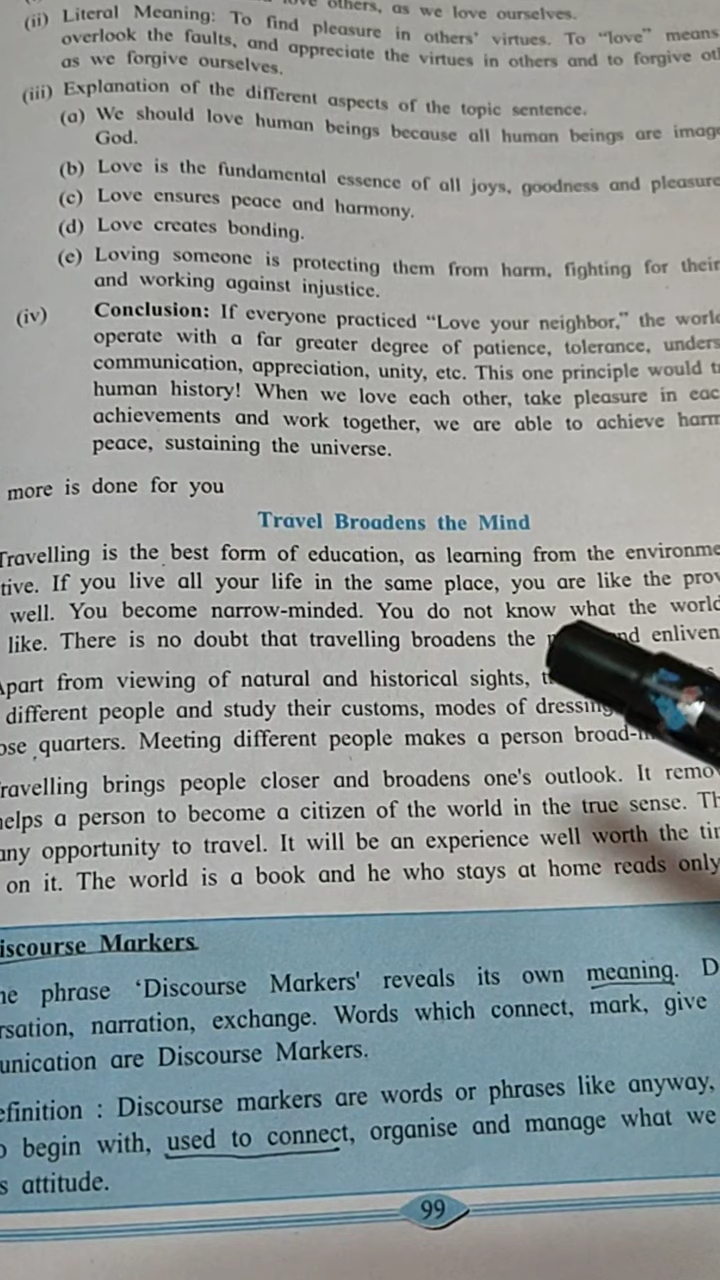 others, as we love ourselves.
(ii) Literal Meaning: To find pleasure in others' virtues. To "love" means
overlook the faults, and appreciate the virtues in others and to forgive
as we forgive ourselves.
(iii) Explanation of the different aspects of the topic sentence.
(a) We should love human beings because all human beings are
God.
(b) Love is the fundamental essence of all joys, goodness and
(c) Love ensures peace and harmony.
(d) Love creates bonding.
(e) Loving someone is protecting them from harm, fighting for their
and working against injustice.
(iv) Conclusion: If everyone practiced "Love your neighbor," the
operate with a far greater degree of patience, tolerance,
communication, appreciation, unity, etc. This one principle would
human history! When we love each other, take pleasure in
achievements and work together, we are able to achieve
peace, sustaining the universe.
more is done for you
Travel Broadens the Mind
Travelling is the best form of education, as learning from the
If you live all your life in the same place, you are like the
well. You become narrow-minded. You do not know what the
like. There is no doubt that travelling broadens the
from viewing of natural and historical sights,
different people and study their customs, modes of
quarters. Meeting different people makes a person
brings people closer and broadens one's outlook. It
helps a person to become a citizen of the world in the true sense.
any opportunity to travel. It will be an experience well worth the
on it. The world is a book and he who stays at home reads only
Discourse Markers
phrase 'Discourse Markers' reveals its own meaning.
narration, exchange. Words which connect, mark, give
are Discourse Markers.
Definition : Discourse markers are words or phrases like anyway,
begin with, used to connect, organise and manage what we
attitude.
99